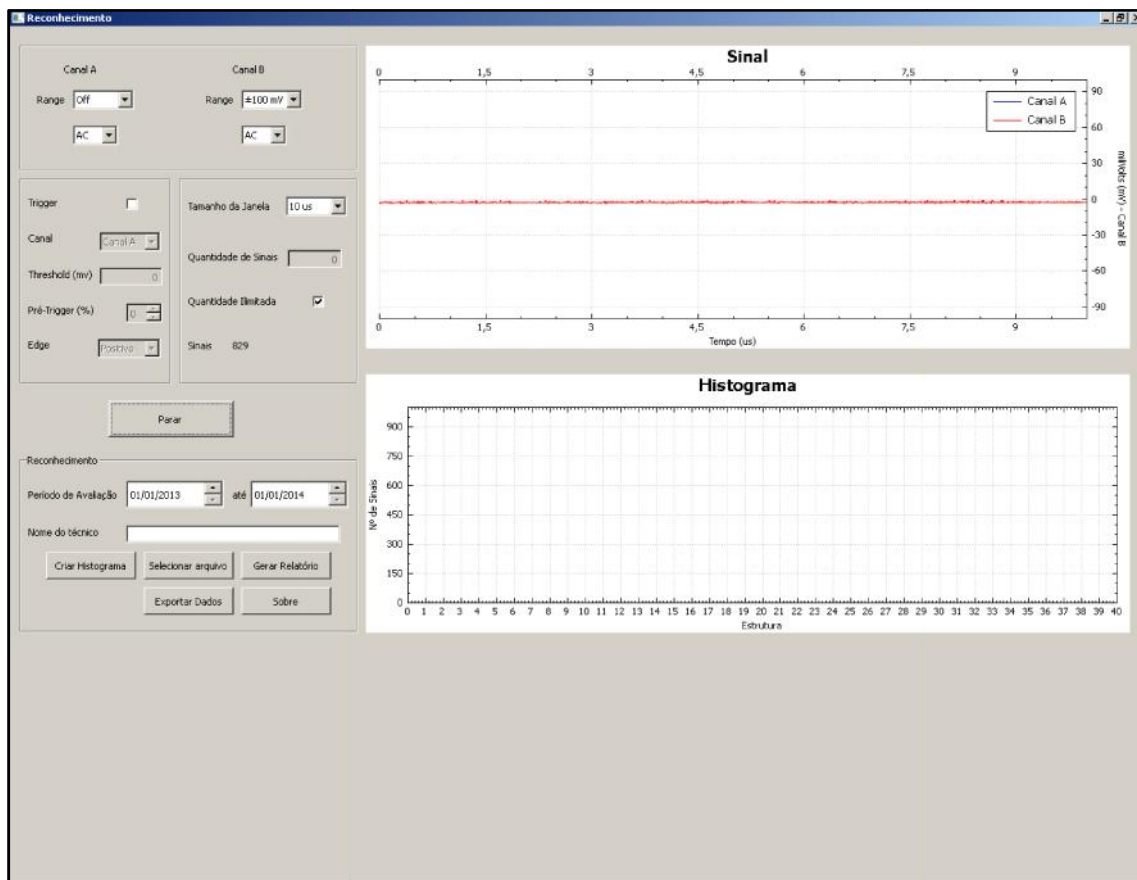 Reconhecimento
Canal A
Canal B
Range Off
Range ±100 mV
AC
AC
Trigger
Canal Canal A
Threshold (mv) 0
Pré-Trigger (%) 0
Edge Positivo
Tamanho da Janela 10 us
Quantidade de Sinais 0
Quantidade Ilimitada
Sinais 829
Parar
Reconhecimento
Período de Avaliação 01/01/2013 até 01/01/2014
Nome do técnico
Criar Histograma Selecionar arquivo Gerar Relatório
Exportar Dados Sobre
Sinal
0 1,5 3 4,5 6 7,5 9
Canal A
Canal B
90
60
30
0
-30
-60
-90
miliVolts (mV) - Canal B
0 1,5 3 4,5 6 7,5 9
Tempo (us)
Histograma
Nº de Sinais
900
750
600
450
300
150
0
0 1 2 3 4 5 6 7 8 9 10 11 12 13 14 15 16 17 18 19 20 21 22 23 24 25 26 27 28 29 30 31 32 33 34 35 36 37 38 39 40
Estrutura